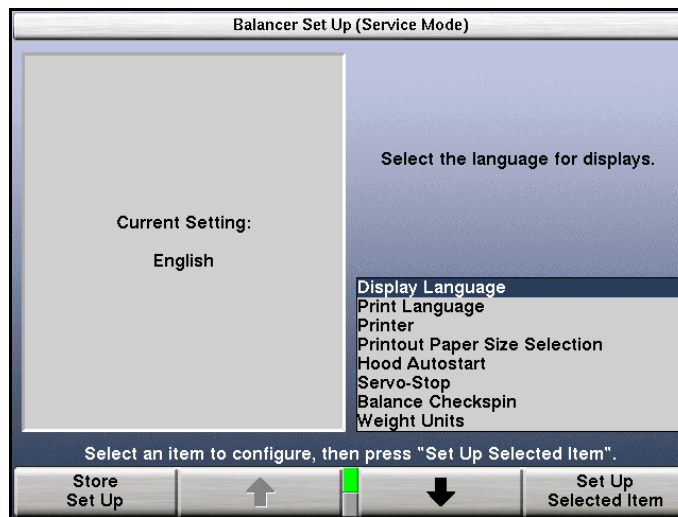 Balancer Set Up (Service Mode)
Current Setting:
English
Select the language for displays.
Display Language
Print Language
Printer
Printout Paper Size Selection
Hood Autostart
Servo-Stop
Balance Checkspin
Weight Units
Select an item to configure, then press "Set Up Selected Item".
Store
Set Up
Set Up
Selected Item